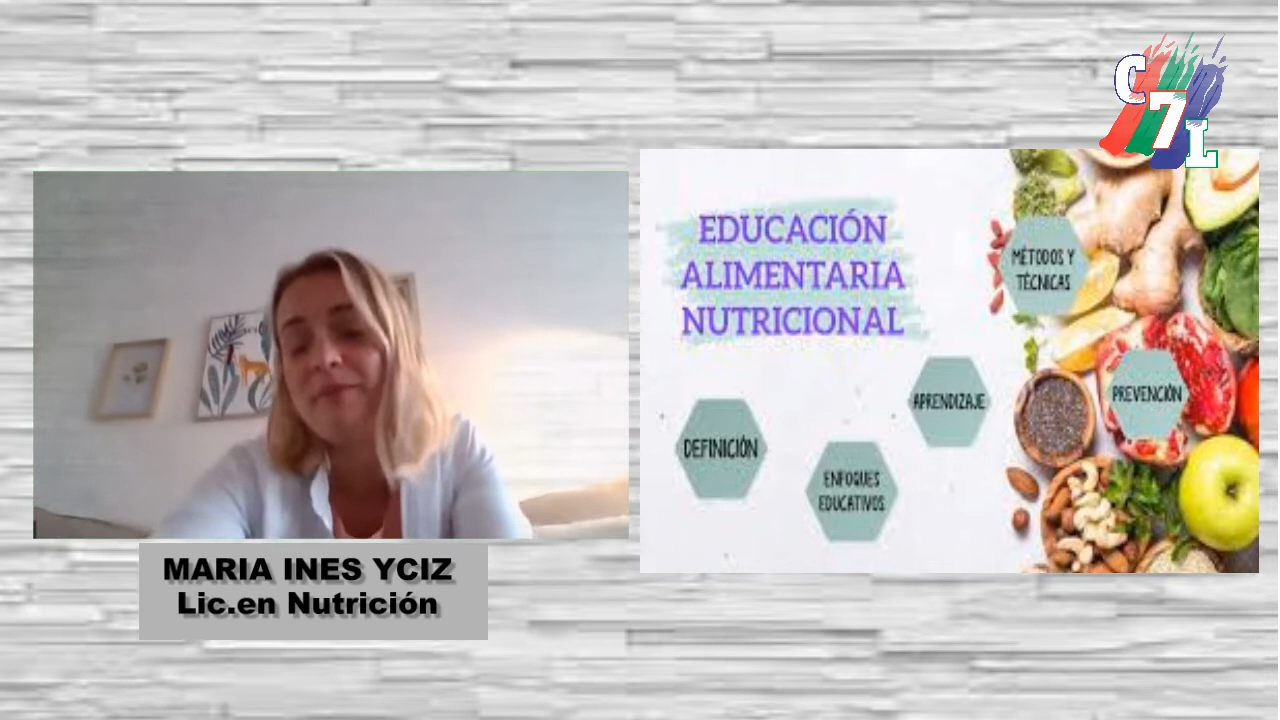 C7L
EDUCACIÓN
ALIMENTARIA
NUTRICIONAL
MÉTODOS Y
TÉCNICAS
PREVENCIÓN
APRENDIZAJE
DEFINICIÓN
ENFOQUES
EDUCATIVOS
MARIA INES YCIZ
Lic.en Nutrición